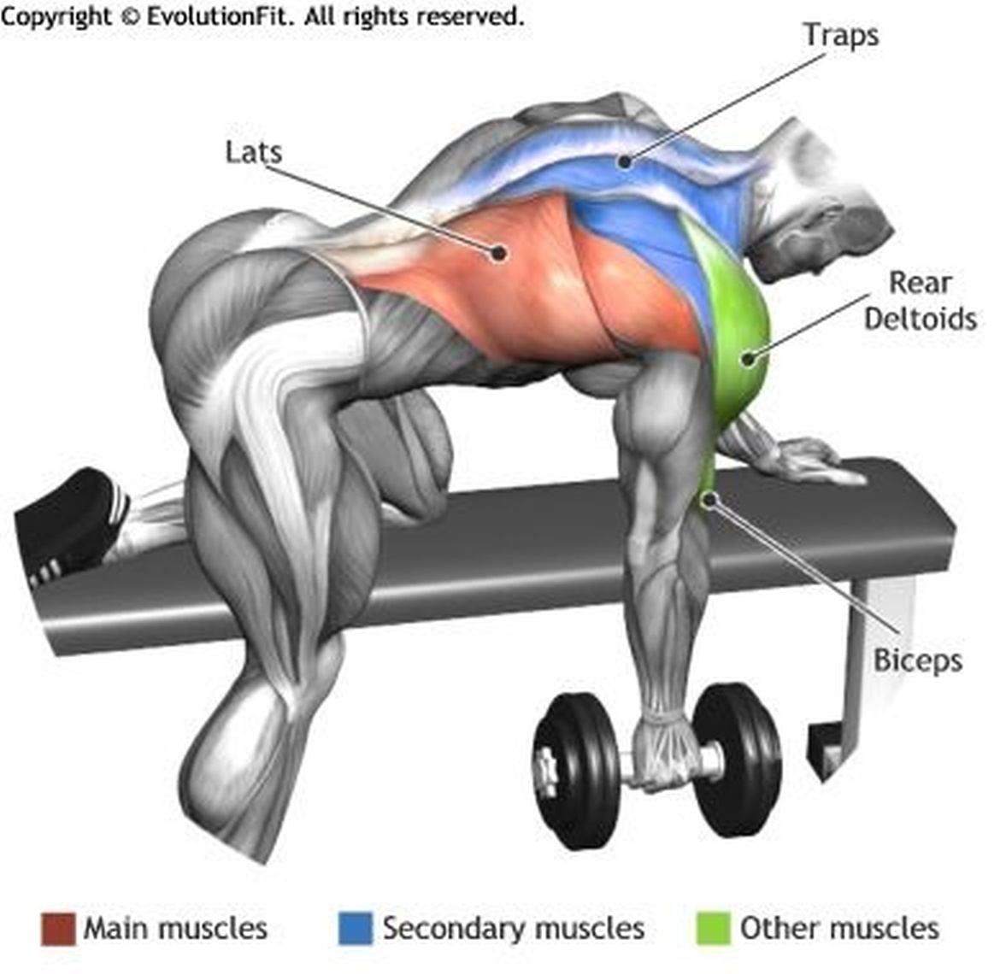 Copyright © EvolutionFit. All rights reserved.
Traps
Lats
Rear
Deltoids
Biceps
Main muscles
Secondary muscles
Other muscles